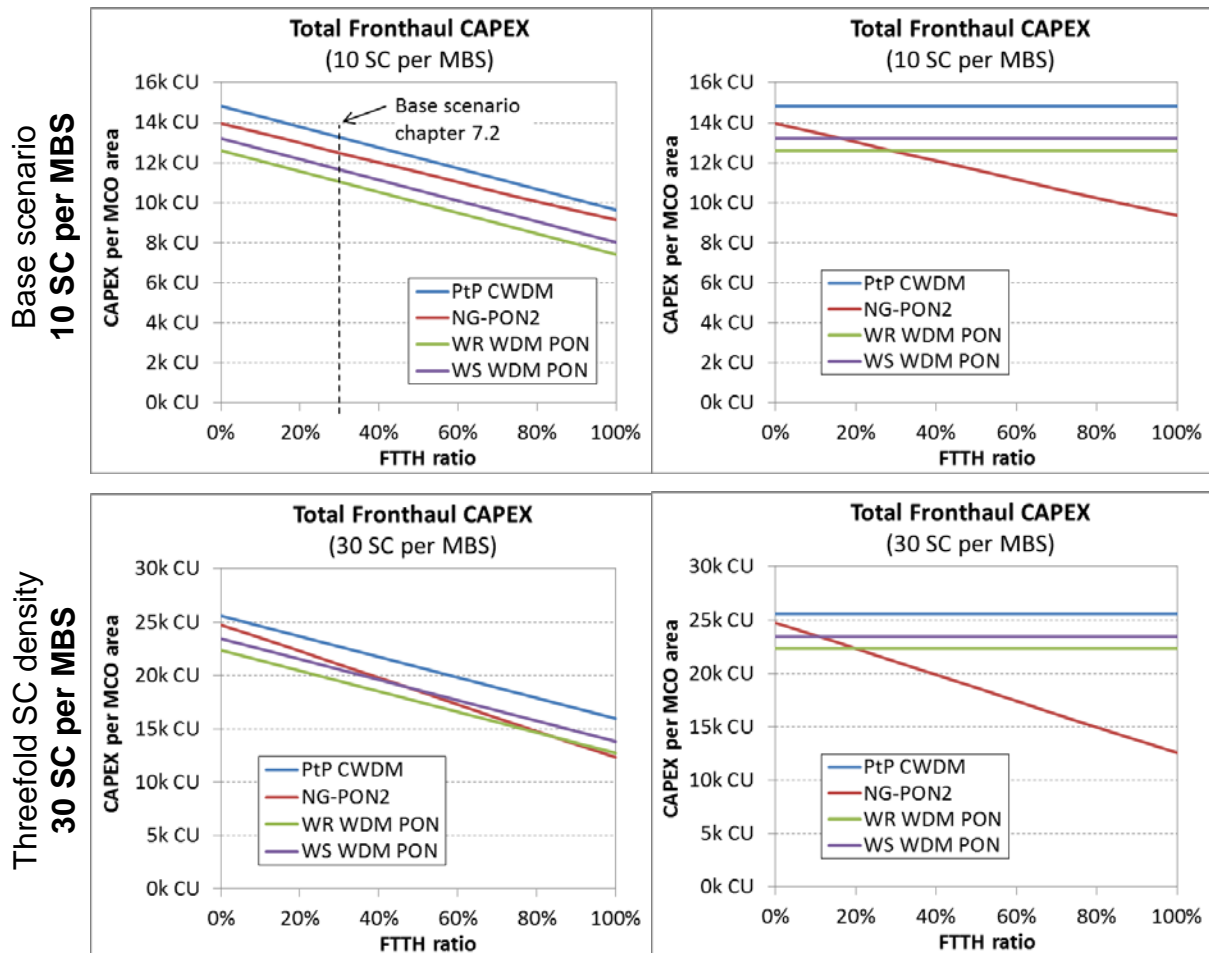 Base scenario
10 SC per MBS
Total Fronthaul CAPEX
(10 SC per MBS)
CAPEX per MCO area
16k CU
14k CU
12k CU
10k CU
8k CU
6k CU
4k CU
2k CU
0k CU
Base scenario
chapter 7.2
PtP CWDM
NG-PON2
WR WDM PON
WS WDM PON
0% 20% 40% 60% 80% 100%
FTTH ratio
Total Fronthaul CAPEX
(10 SC per MBS)
CAPEX per MCO area
16k CU
14k CU
12k CU
10k CU
8k CU
6k CU
4k CU
2k CU
0k CU
PtP CWDM
NG-PON2
WR WDM PON
WS WDM PON
0% 20% 40% 60% 80% 100%
FTTH ratio
Threefold SC density
30 SC per MBS
Total Fronthaul CAPEX
(30 SC per MBS)
CAPEX per MCO area
30k CU
25k CU
20k CU
15k CU
10k CU
5k CU
0k CU
PtP CWDM
NG-PON2
WR WDM PON
WS WDM PON
0% 20% 40% 60% 80% 100%
FTTH ratio
Total Fronthaul CAPEX
(30 SC per MBS)
CAPEX per MCO area
30k CU
25k CU
20k CU
15k CU
10k CU
5k CU
0k CU
PtP CWDM
NG-PON2
WR WDM PON
WS WDM PON
0% 20% 40% 60% 80% 100%
FTTH ratio